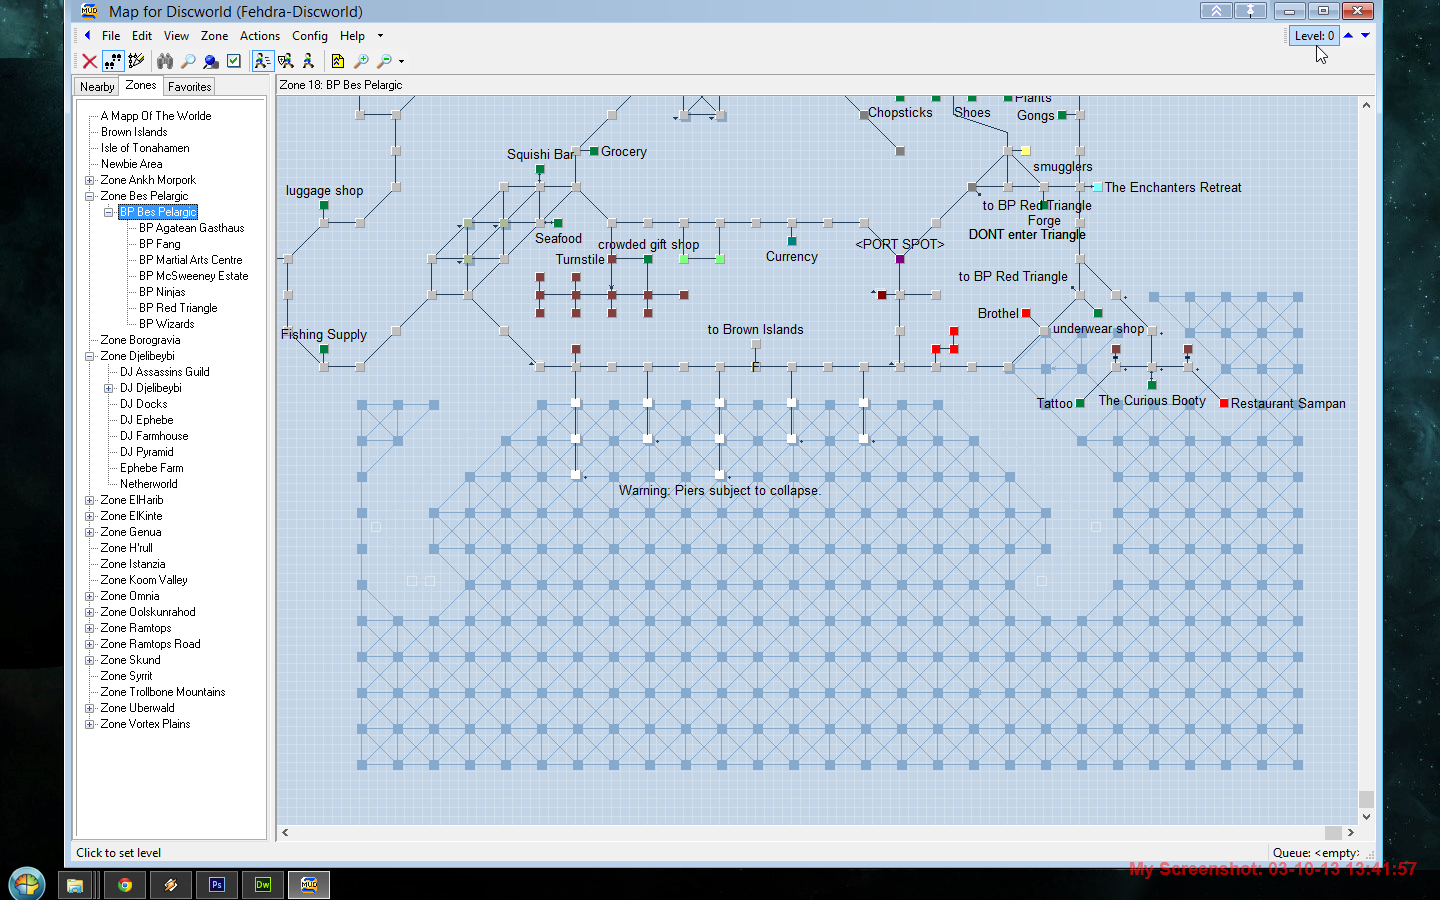 Map for Discworld (Fehdra-Discworld)
File Edit View Zone Actions Config Help
Level: 0
Nearby Zones Favorites
Zone 18: BP Bes Pelargic
A Mapp Of The Worlde
Brown Islands
Isle of Tonahamen
Newbie Area
Zone Ankh Morpork
Zone Bes Pelargic
BP Bes Pelargic
BP Agatean Gasthaus
BP Fang
BP Martial Arts Centre
BP McSweeney Estate
BP Ninjas
BP Red Triangle
BP Wizards
Zone Borogravia
Zone Djelibeybi
DJ Assassins Guild
DJ Djelibeybi
DJ Docks
DJ Ephebe
DJ Farmhouse
DJ Pyramid
Ephebe Farm
Netherworld
Zone ElHarib
Zone ElKinte
Zone Genua
Zone H'rull
Zone Istanzia
Zone Koom Valley
Zone Omnia
Zone Oolskunrahod
Zone Ramtops
Zone Ramtops Road
Zone Skund
Zone Syrrit
Zone Trollbone Mountains
Zone Uberwald
Zone Vortex Plains
Plants
Chopsticks
Shoes
Gongs
Squishi Bar
Grocery
smugglers
luggage shop
The Enchanters Retreat
to BP Red Triangle
Forge
DONT enter Triangle
Seafood
crowded gift shop
<PORT SPOT>
Turnstile
Currency
to BP Red Triangle
Brothel
underwear shop
Fishing Supply
to Brown Islands
F
Tattoo
The Curious Booty
Restaurant Sampan
Warning: Piers subject to collapse.
Click to set level
Queue: <empty>
My Screenshot: 03-10-13 13:41:57
MUD
Ps
Dw
MUD